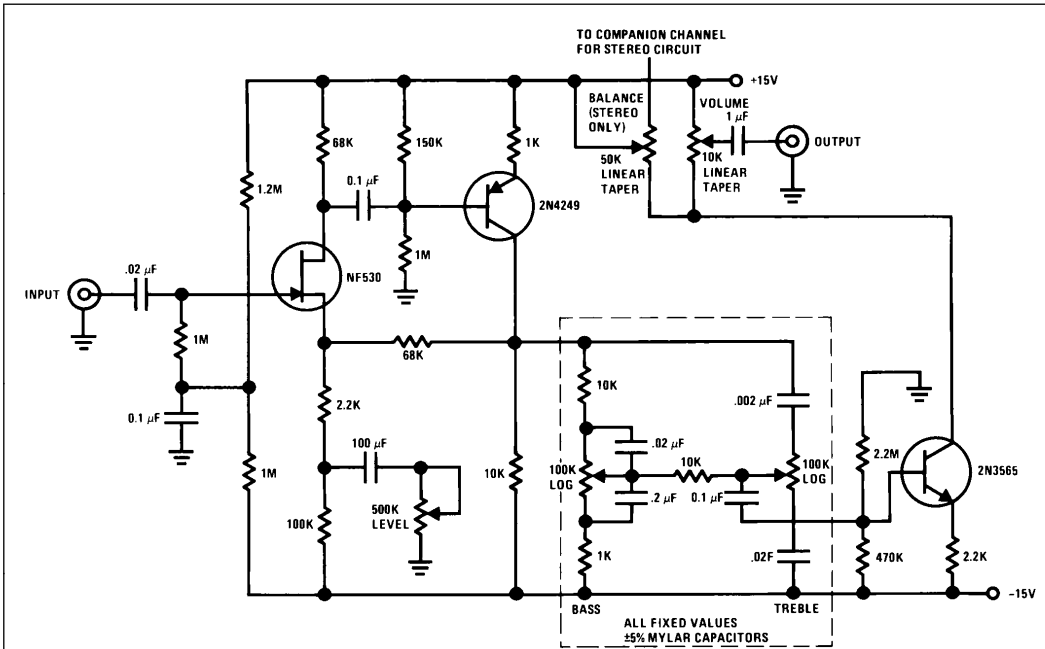 TO COMPANION CHANNEL
FOR STEREO CIRCUIT
+15V
BALANCE
(STEREO
ONLY)
VOLUME
1 µF
OUTPUT
50K
LINEAR
TAPER
10K
LINEAR
TAPER
68K
150K
1K
1.2M
0.1 µF
2N4249
1M
NF530
.02 µF
INPUT
1M
68K
0.1 µF
2.2K
100 µF
1M
100K
500K
LEVEL
10K
10K
.002 µF
.02 µF
100K
LOG
10K
.2 µF
0.1 µF
100K
LOG
1K
.02F
2.2M
2N3565
470K
2.2K
-15V
BASS
TREBLE
ALL FIXED VALUES
±5% MYLAR CAPACITORS